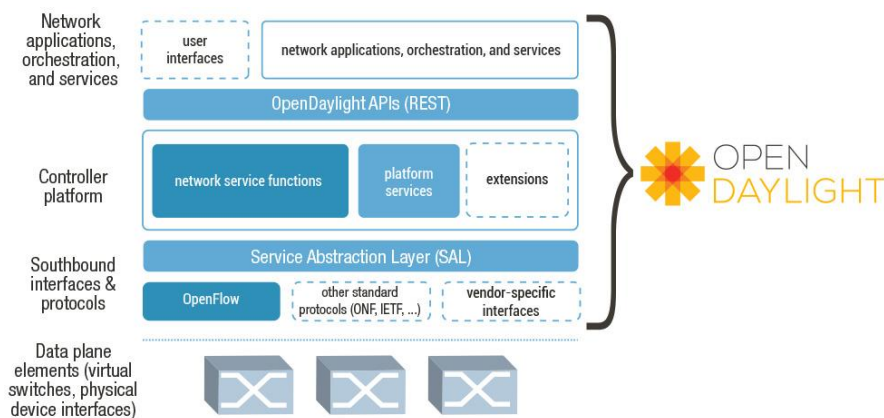 Network
applications,
orchestration,
and services
user
interfaces
network applications, orchestration, and services
OpenDaylight APIs (REST)
Controller
platform
network service functions
platform
services
extensions
Service Abstraction Layer (SAL)
Southbound
interfaces &
protocols
OpenFlow
other standard
protocols (ONF, IETF, ...)
vendor-specific
interfaces
Data plane
elements (virtual
switches, physical
device interfaces)
OPEN
DAYLIGHT